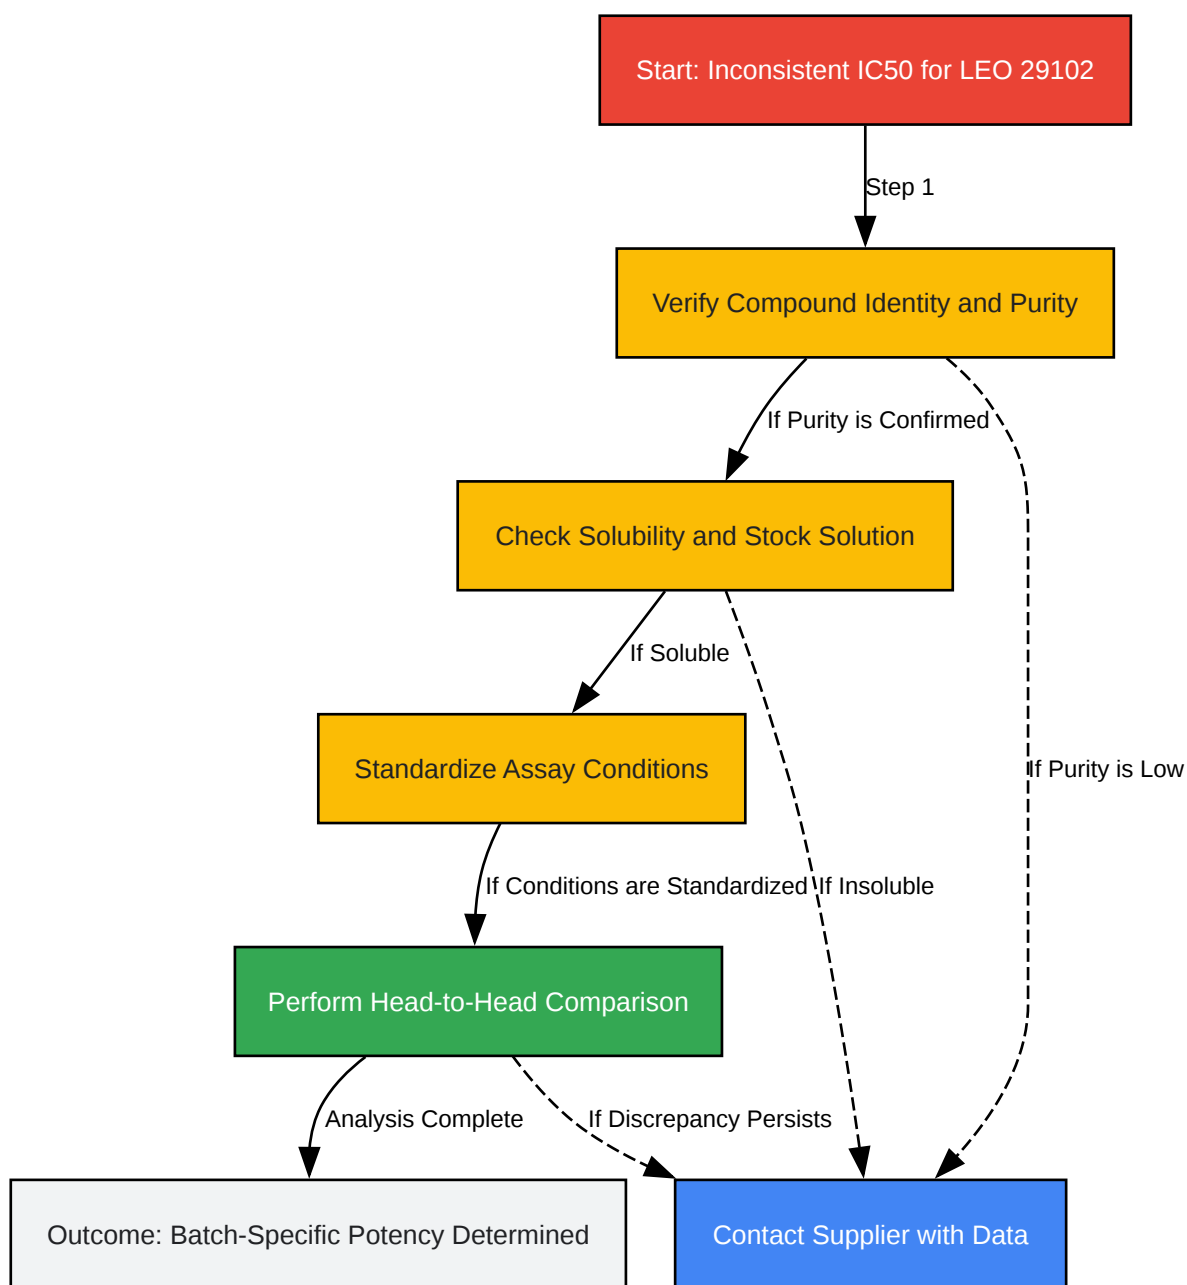 Start: Inconsistent IC50 for LEO 29102
Step 1
Verify Compound Identity and Purity
If Purity is Confirmed
Check Solubility and Stock Solution
If Soluble
Standardize Assay Conditions
If Purity is Low
If Conditions are Standardized
If Insoluble
Perform Head-to-Head Comparison
Analysis Complete
If Discrepancy Persists
Outcome: Batch-Specific Potency Determined
Contact Supplier with Data